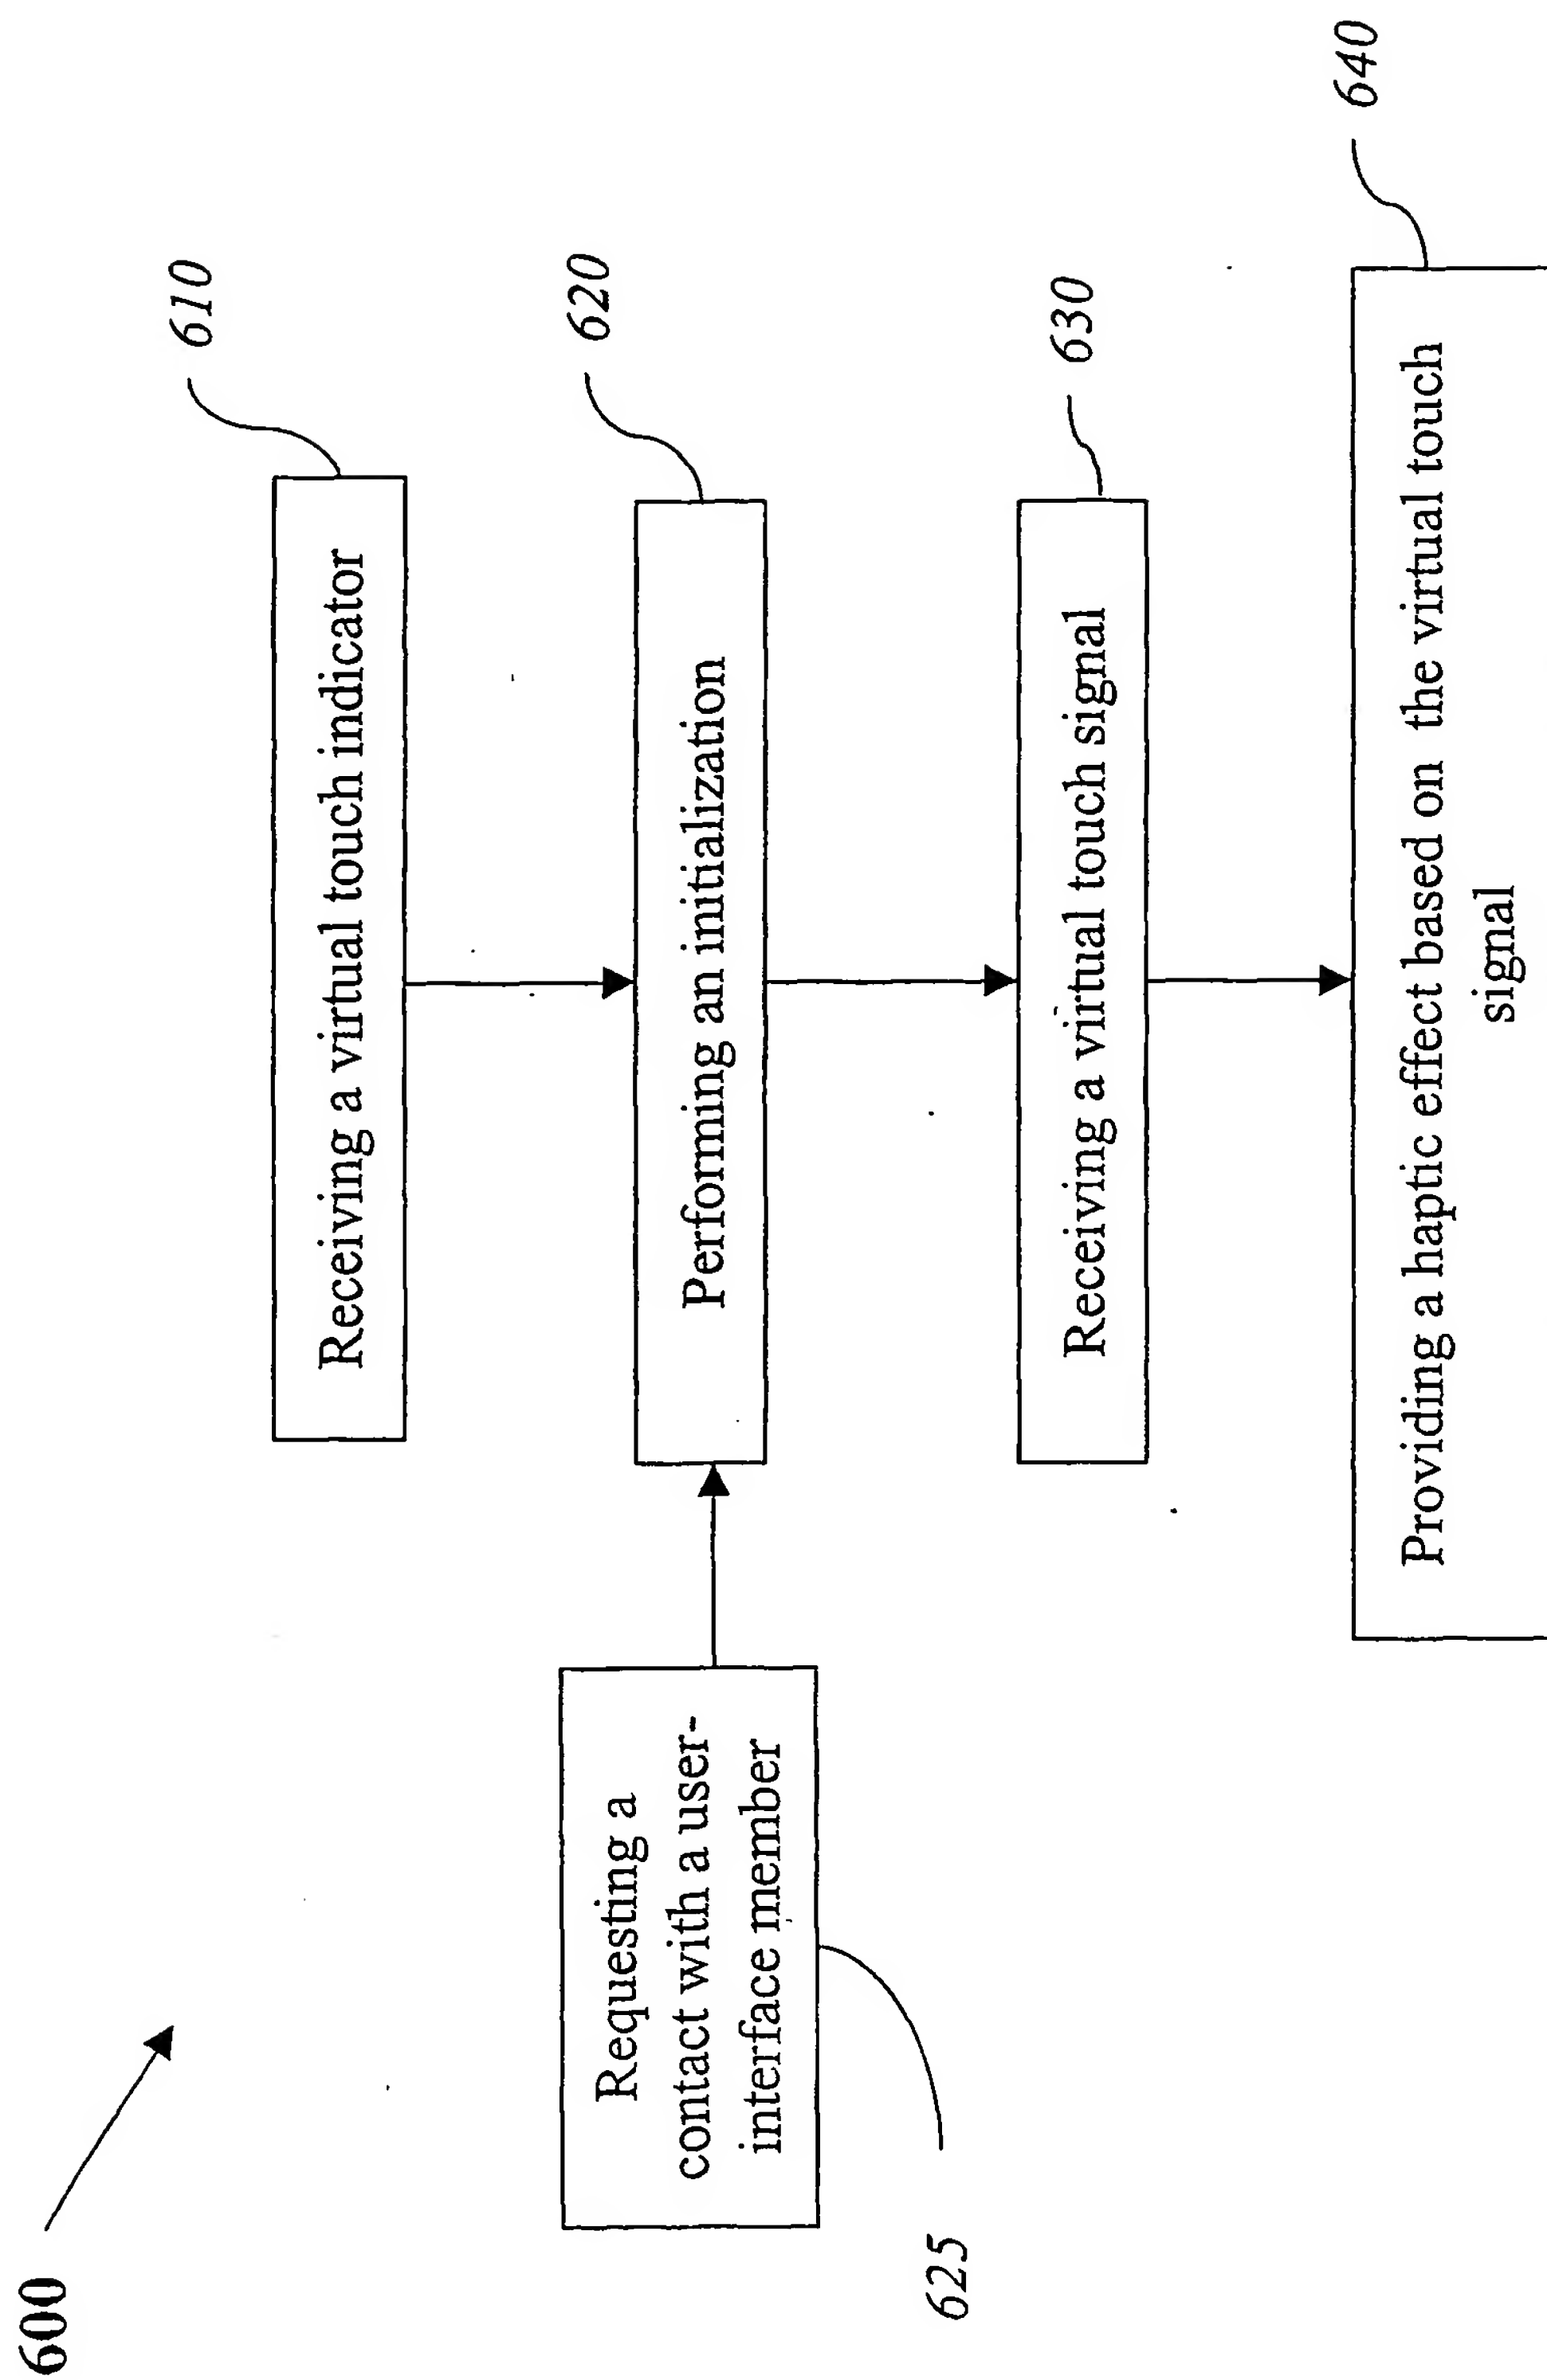 600
610
Receiving a virtual touch indicator
620
Performing an initialization
Requesting a
contact with a user-
interface member
625
630
Receiving a virtual touch signal
640
Providing a haptic effect based on the virtual touch
signal